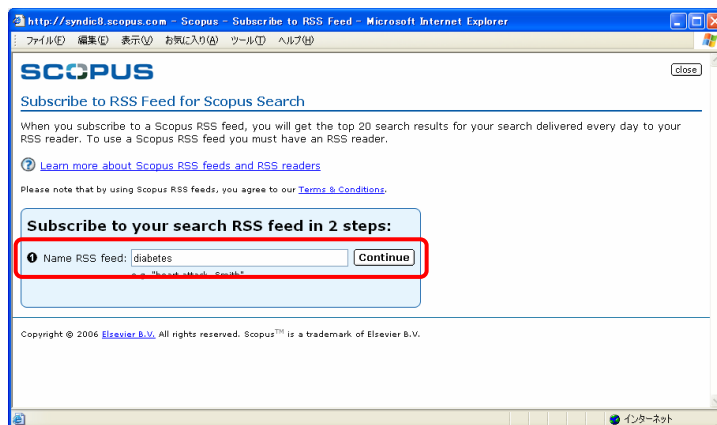 http://syndic8.scopus.com - Scopus - Subscribe to RSS Feed - Microsoft Internet Explorer
ファイル(F) 編集(E) 表示(V) お気に入り(A) ツール(T) ヘルプ(H)
SCOPUS
close
Subscribe to RSS Feed for Scopus Search
When you subscribe to a Scopus RSS feed, you will get the top 20 search results for your search delivered every day to your
RSS reader. To use a Scopus RSS feed you must have an RSS reader.
? Learn more about Scopus RSS feeds and RSS readers
Please note that by using Scopus RSS feeds, you agree to our Terms & Conditions.
Subscribe to your search RSS feed in 2 steps:
❶ Name RSS feed: diabetes Continue
e.g. "heart attack, Smith"
Copyright © 2006 Elsevier B.V. All rights reserved. Scopus™ is a trademark of Elsevier B.V.
インターネット